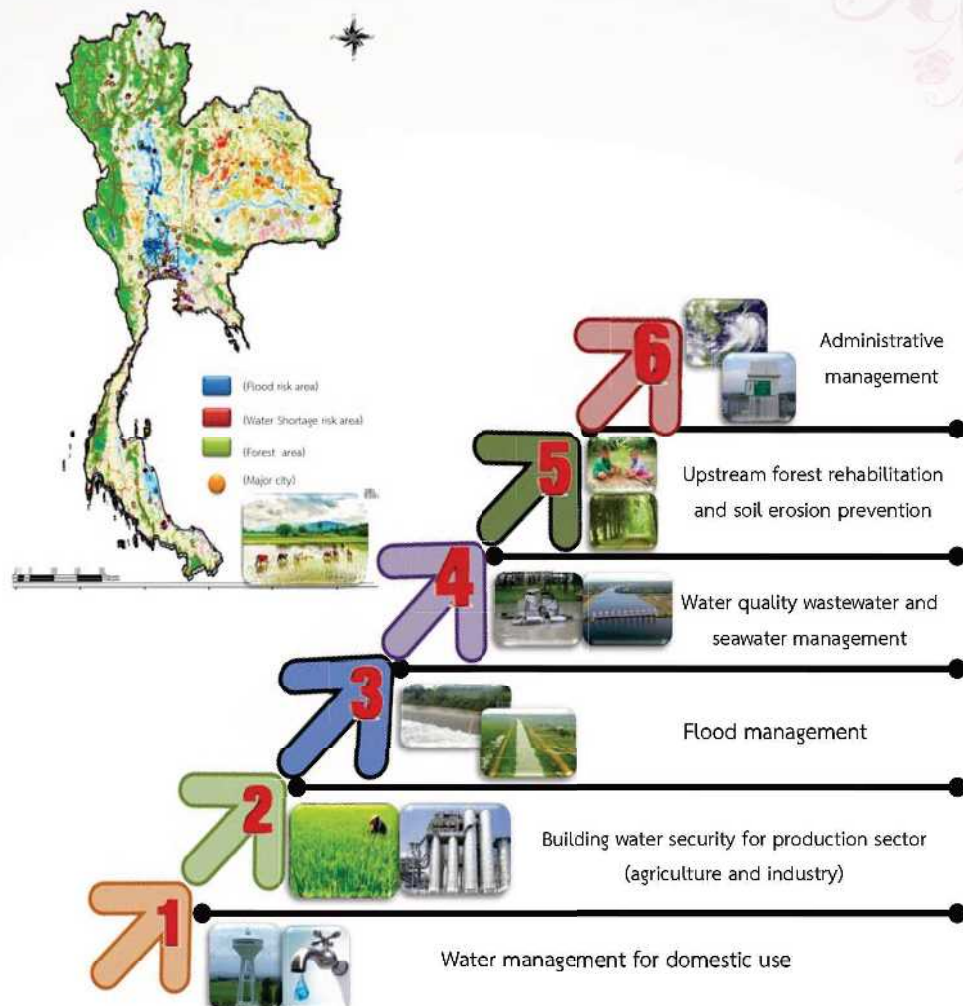 (Flood risk area)
(Water Shortage risk area)
(Forest area)
(Major city)
6
Administrative
management
5
Upstream forest rehabilitation
and soil erosion prevention
4
Water quality wastewater and
seawater management
3
Flood management
2
Building water security for production sector
(agriculture and industry)
1
Water management for domestic use